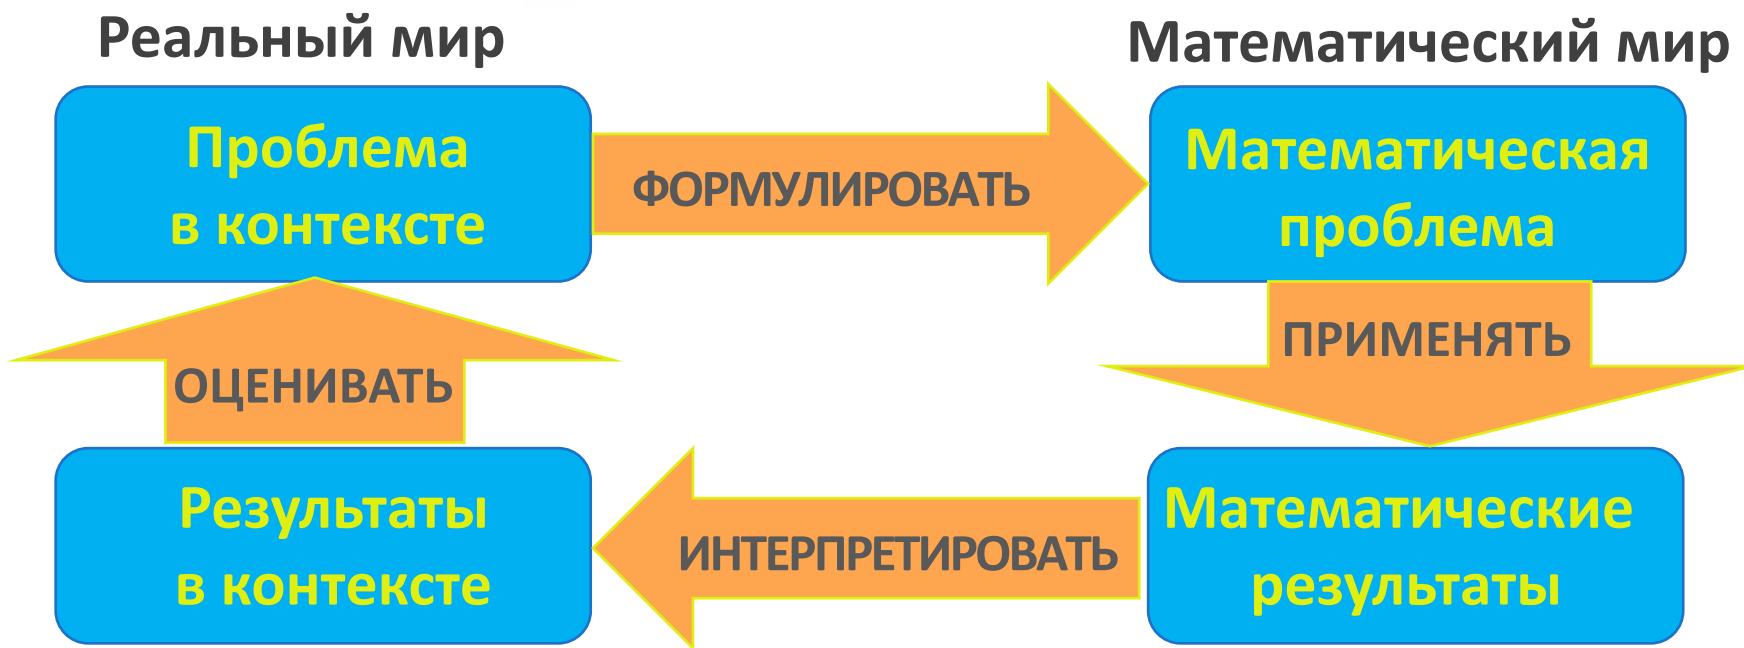 Реальный мир
Математический мир
Проблема
в контексте
ФОРМУЛИРОВАТЬ
Математическая
проблема
ОЦЕНИВАТЬ
ПРИМЕНЯТЬ
Результаты
в контексте
ИНТЕРПРЕТИРОВАТЬ
Математические
результаты